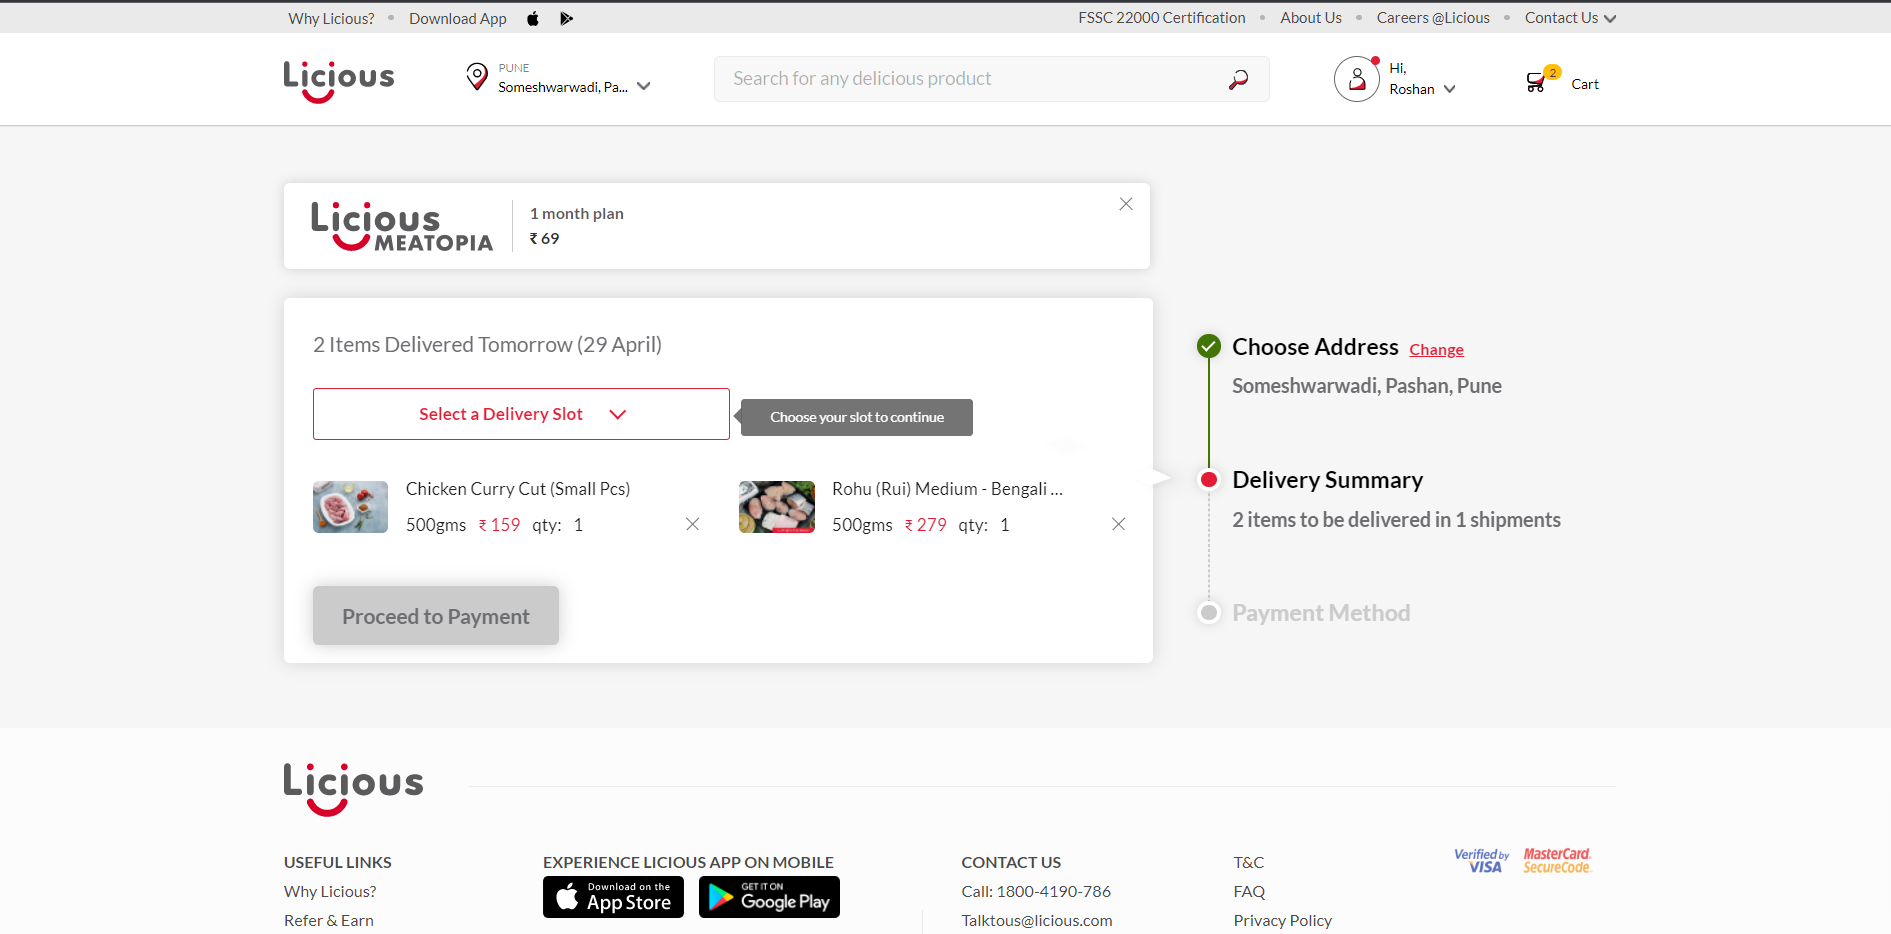 Why Licious? • Download App
FSSC 22000 Certification • About Us • Careers @Licious • Contact Us
Licious
PUNE
Someshwarwadi, Pa...
Search for any delicious product
Hi,
Roshan
2
Cart
Licious
MEATOPIA
1 month plan
₹ 69
2 Items Delivered Tomorrow (29 April)
Select a Delivery Slot
Choose your slot to continue
Chicken Curry Cut (Small Pcs)
500gms ₹ 159 qty: 1
Rohu (Rui) Medium - Bengali ...
500gms ₹ 279 qty: 1
Proceed to Payment
Choose Address Change
Someshwarwadi, Pashan, Pune
Delivery Summary
2 items to be delivered in 1 shipments
Payment Method
Licious
USEFUL LINKS
Why Licious?
Refer & Earn
EXPERIENCE LICIOUS APP ON MOBILE
Download on the
App Store
GET IT ON
Google Play
CONTACT US
Call: 1800-4190-786
Talktous@licious.com
T&C
FAQ
Privacy Policy
Verified by
VISA
MasterCard.
SecureCode.